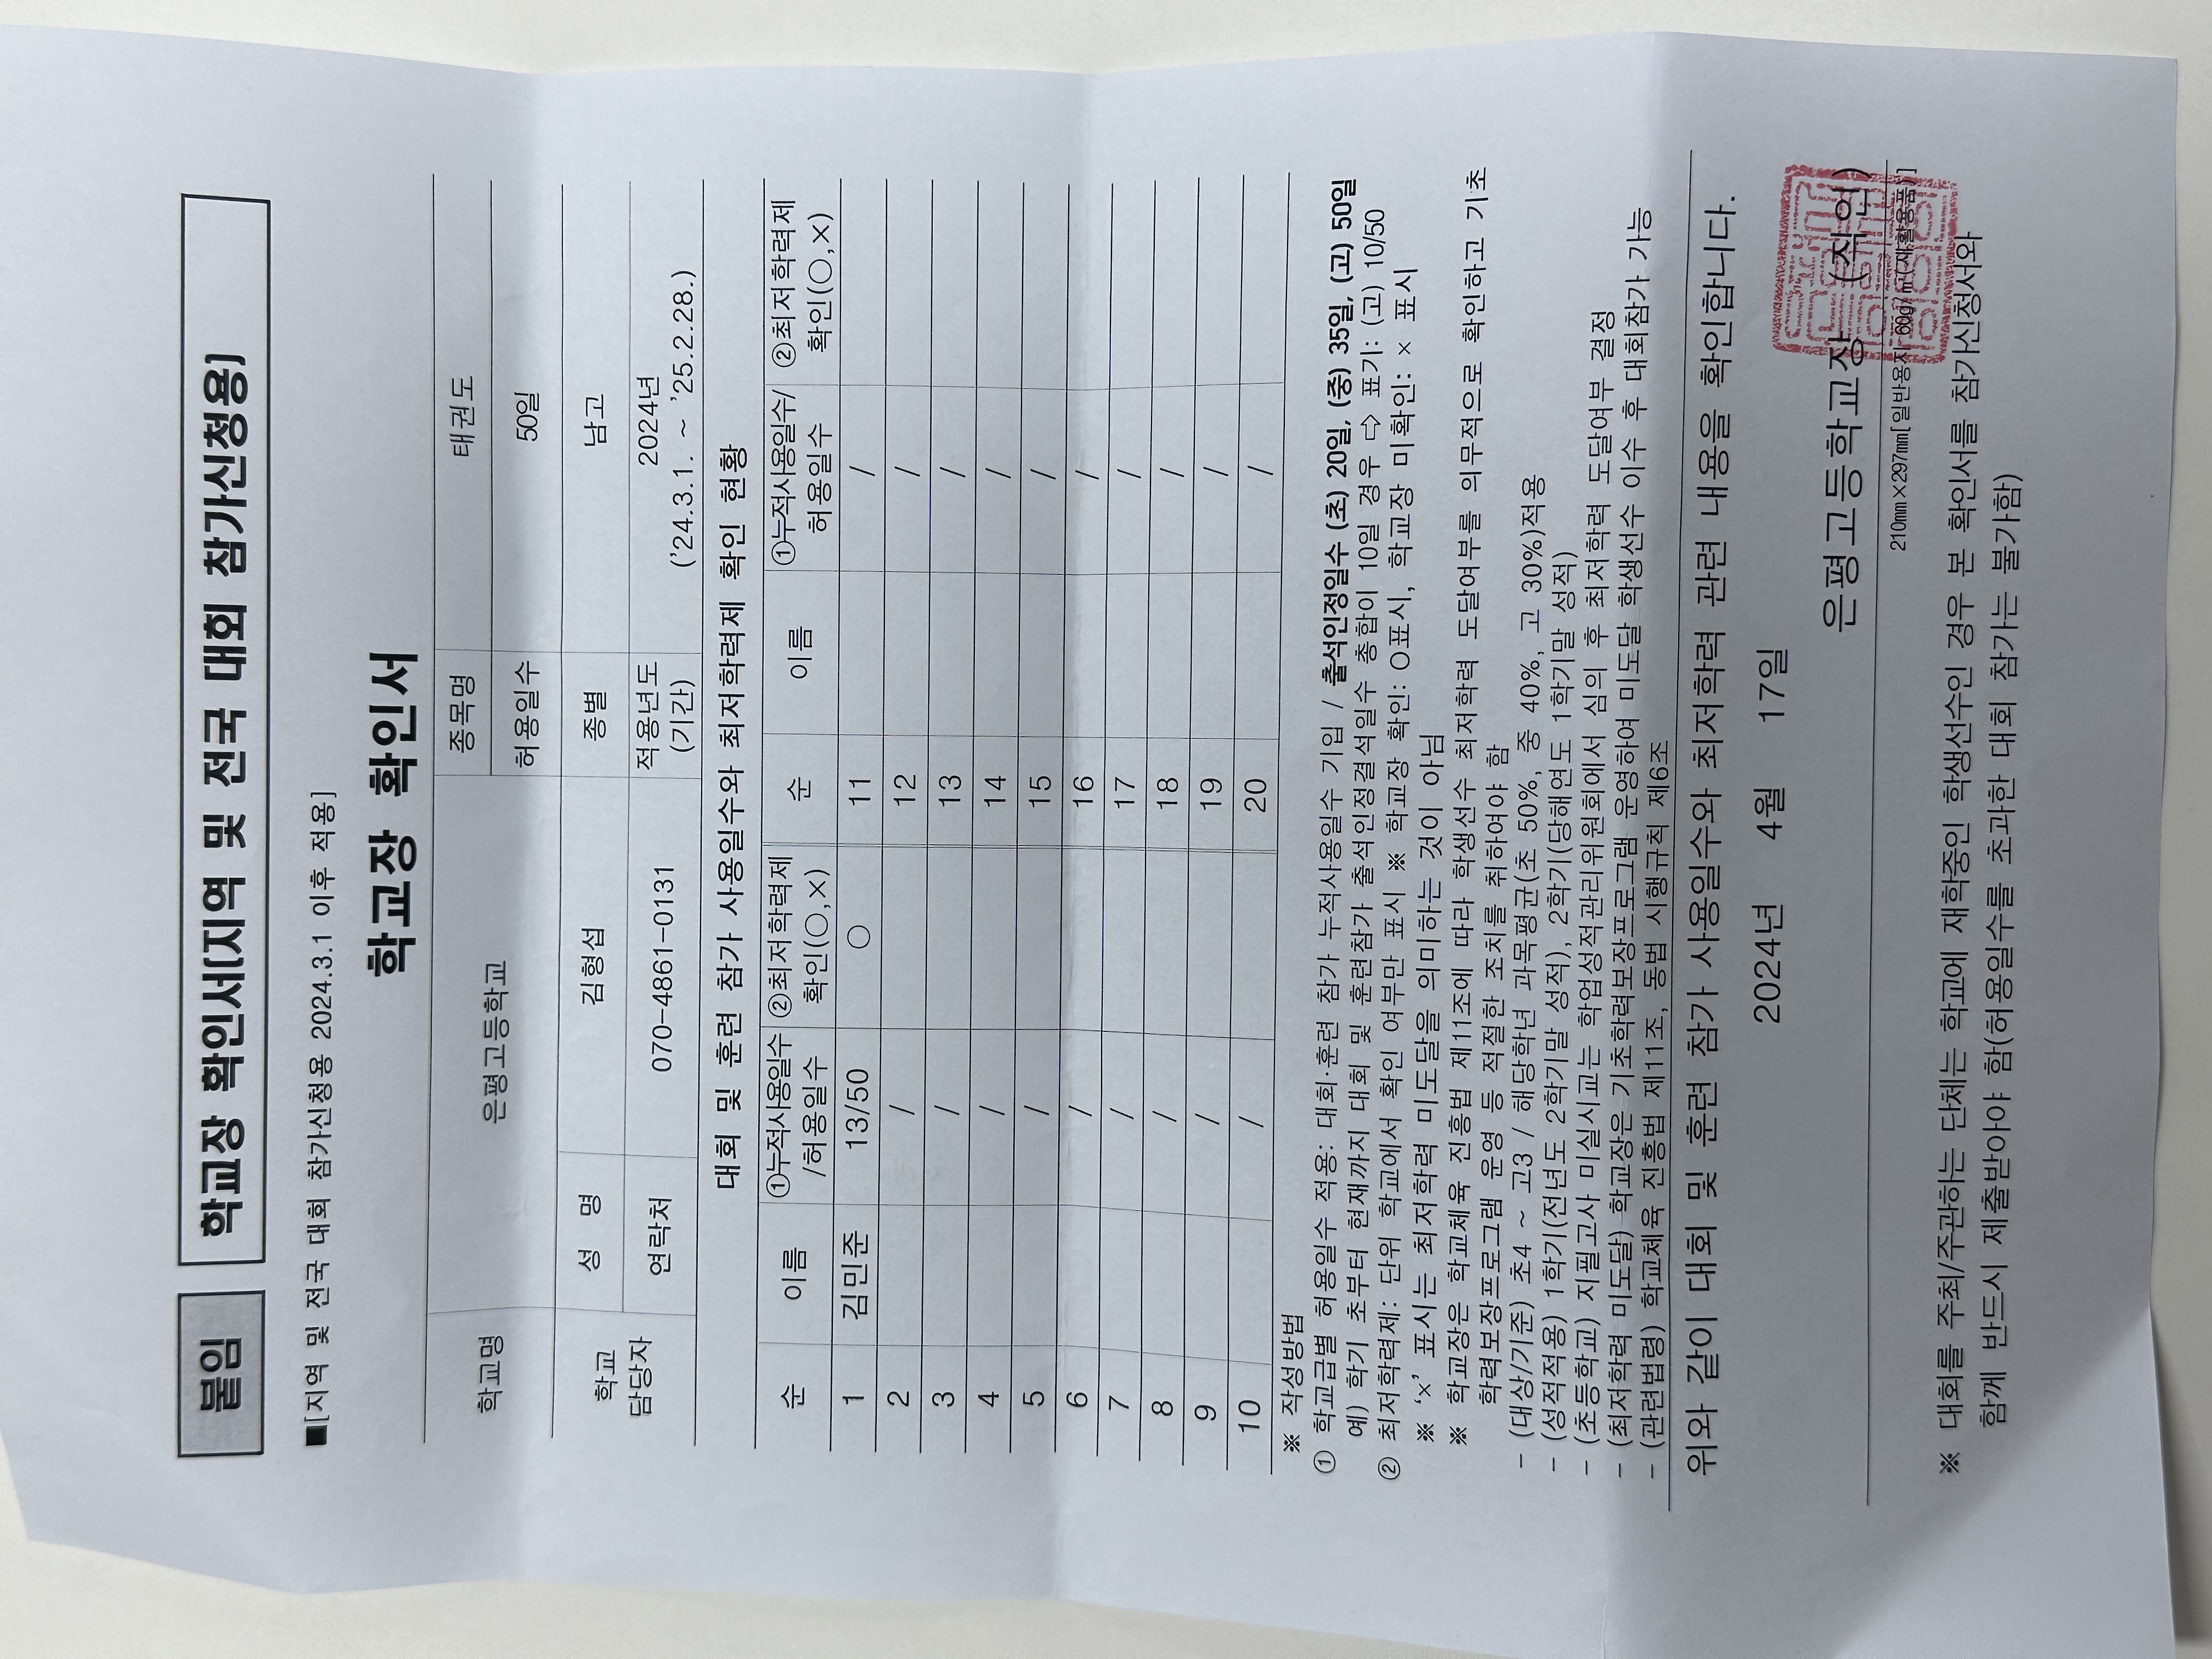 붙임 학교장 확인서(지역 및 전국 대회 참가신청용)
■[지역 및 전국 대회 참가신청용 2024.3.1 이후 적용]
학교장 확인서
학교명 은평고등학교 종목명 태권도
허용일수 50일
학교 담당자 성 명 김형섭 종별 남고
연락처 070-4861-0131 적용년도 (기간) 2024년 ('24.3.1. ~ '25.2.28.)
대회 및 훈련 참가 사용일수와 최저학력제 확인 현황
순 이름 ①누적사용일수 /허용일수 ②최저학력제 확인(○,×) 순 이름 ①누적사용일수/ 허용일수 ②최저학력제 확인(○,×)
1 김민준 13/50 ○ 11 /
2 / 12 /
3 / 13 /
4 / 14 /
5 / 15 /
6 / 16 /
7 / 17 /
8 / 18 /
9 / 19 /
10 / 20 /
※ 작성방법
① 학교급별 허용일수 적용: 대회·훈련 참가 누적사용일수 기입 / 출석인정일수 (초) 20일, (중) 35일, (고) 50일
예) 학기 초부터 현재까지 대회 및 훈련참가 출석인정결석일수 총합이 10일 경우 ⇨ 표기: (고) 10/50
② 최저학력제: 단위 학교에서 확인 여부만 표시 ※ 학교장 확인: ○표시, 학교장 미확인: × 표시
※ '×' 표시는 최저학력 미도달을 의미하는 것이 아님
※ 학교장은 학교체육 진흥법 제11조에 따라 학생선수 최저학력 도달여부를 의무적으로 확인하고 기초
학력보장프로그램 운영 등 적절한 조치를 취하여야 함
- (대상/기준) 초4 ~ 고3 / 해당학년 과목평균(초 50%, 중 40%, 고 30%)적용
- (성적적용) 1학기(전년도 2학기말 성적), 2학기(당해연도 1학기말 성적)
- (초등학교) 지필고사 미실시교는 학업성적관리위원회에서 심의 후 최저학력 도달여부 결정
- (최저학력 미도달) 학교장은 기초학력보장프로그램 운영하여 미도달 학생선수 이수 후 대회참가 가능
- (관련법령) 학교체육 진흥법 제11조, 동법 시행규칙 제6조
위와 같이 대회 및 훈련 참가 사용일수와 최저학력 관련 내용을 확인합니다.
2024년 4월 17일
은평고등학교장 (직인)
210mm×297mm[일반용지 60g/㎡(재활용품)]
※ 대회를 주최/주관하는 단체는 학교에 재학중인 학생선수인 경우 본 확인서를 참가신청서와
함께 반드시 제출받아야 함(허용일수를 초과한 대회 참가는 불가함)